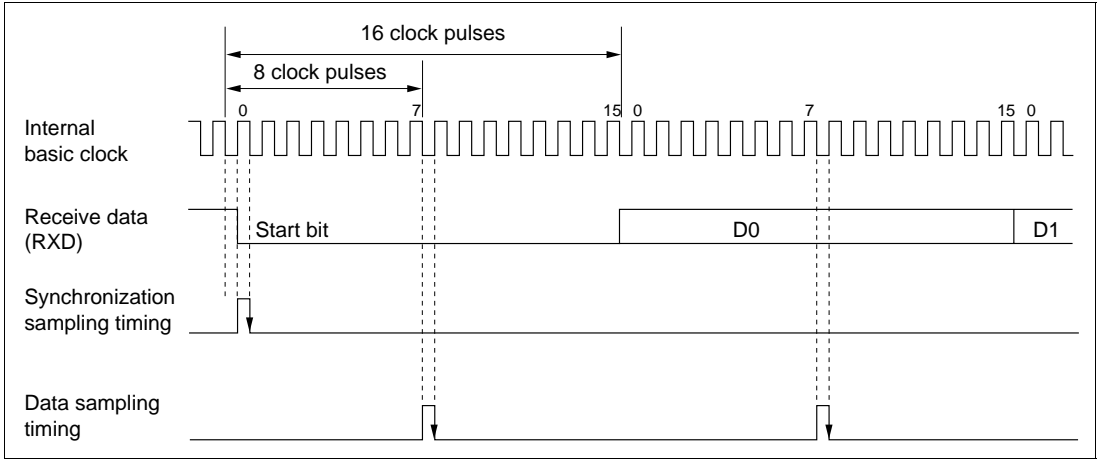 16 clock pulses
8 clock pulses
0 7 15 0 7 15 0
Internal
basic clock
Receive data
(RXD)
Start bit D0 D1
Synchronization
sampling timing
Data sampling
timing